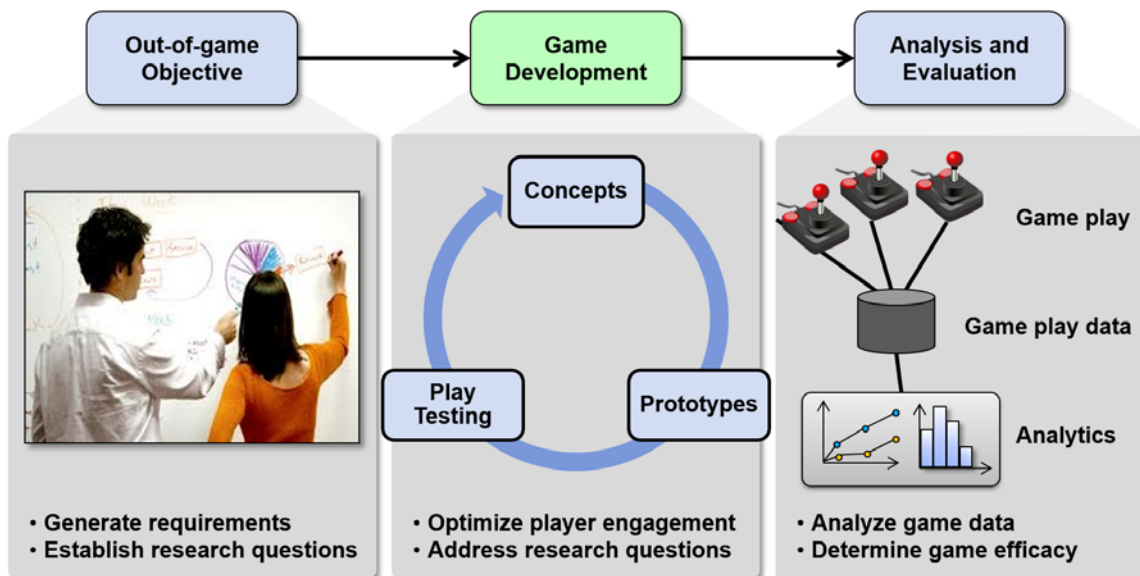 Out-of-game
Objective
Game
Development
Analysis and
Evaluation
Concepts
Play
Testing
Prototypes
Game play
Game play data
Analytics
• Generate requirements
• Establish research questions
• Optimize player engagement
• Address research questions
• Analyze game data
• Determine game efficacy